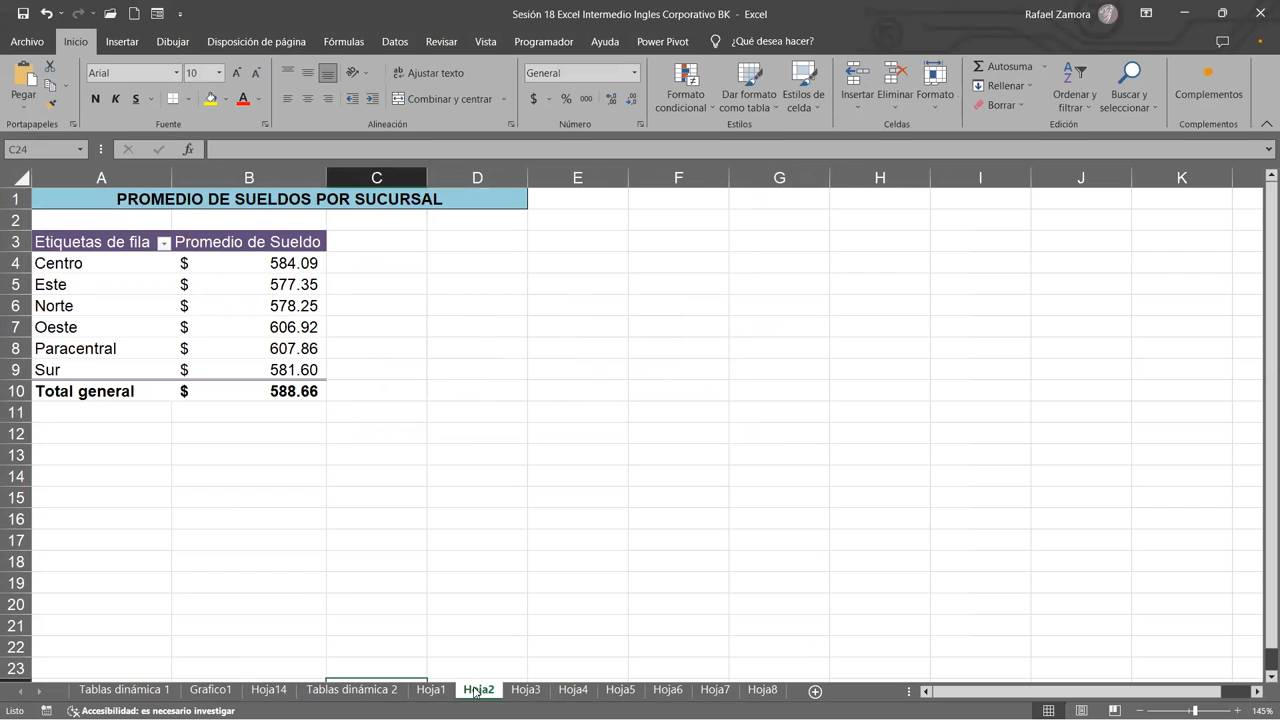 Sesión 18 Excel Intermedio Ingles Corporativo BK - Excel
Rafael Zamora
Archivo Inicio Insertar Dibujar Disposición de página Fórmulas Datos Revisar Vista Programador Ayuda Power Pivot ¿Qué desea hacer?
Pegar
Arial 10
N K S
Ajustar texto
Combinar y centrar
General
$ % 000
Formato condicional
Dar formato como tabla
Estilos de celda
Insertar Eliminar Formato
Autosuma
Rellenar
Borrar
Ordenar y filtrar
Buscar y seleccionar
Complementos
Portapapeles Fuente Alineación Número Estilos Celdas Edición Complementos
C24 fx
A B C D E F G H I J K
1 PROMEDIO DE SUELDOS POR SUCURSAL
2
3 Etiquetas de fila Promedio de Sueldo
4 Centro $ 584.09
5 Este $ 577.35
6 Norte $ 578.25
7 Oeste $ 606.92
8 Paracentral $ 607.86
9 Sur $ 581.60
10 Total general $ 588.66
11
12
13
14
15
16
17
18
19
20
21
22
23
Tablas dinámica 1 Grafico1 Hoja14 Tablas dinámica 2 Hoja1 Hoja2 Hoja3 Hoja4 Hoja5 Hoja6 Hoja7 Hoja8
Listo Accesibilidad: es necesario investigar 145%